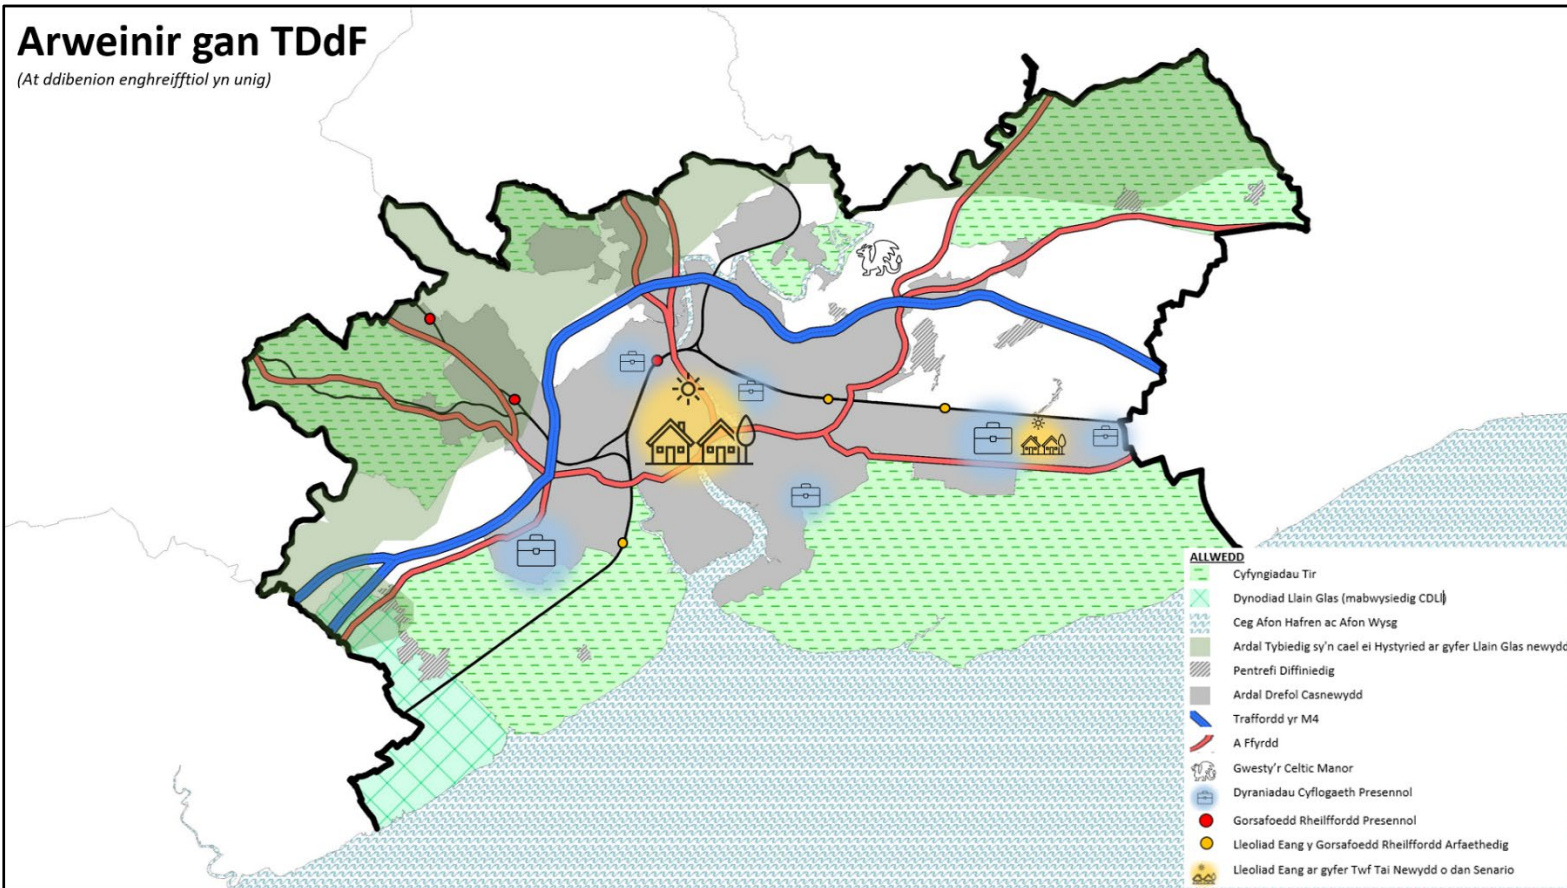 Arweinir gan TDdF
(At ddibenion enghreifftiol yn unig)
ALLWEDD
Cyfyngiadau Tir
Dynodiad Llain Glas (mabwysiedig CDLl)
Ceg Afon Hafren ac Afon Wysg
Ardal Tybiedig sy'n cael ei Hystyried ar gyfer Llain Glas newydd
Pentrefi Diffiniedig
Ardal Drefol Casnewydd
Traffordd yr M4
A Ffyrdd
Gwesty'r Celtic Manor
Dyraniadau Cyflogaeth Presennol
Gorsafoedd Rheilffordd Presennol
Lleoliad Eang y Gorsafoedd Rheilffordd Arfaethedig
Lleoliad Eang ar gyfer Twf Tai Newydd o dan Senario